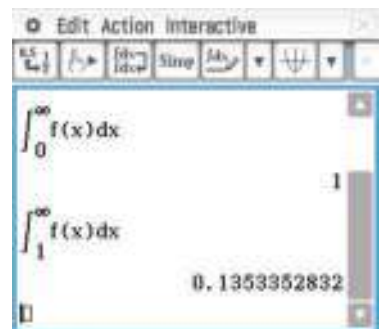 Edit Action Interactive
Simp
∫₀^∞ f(x)dx
1
∫₁^∞ f(x)dx
0.1353352832